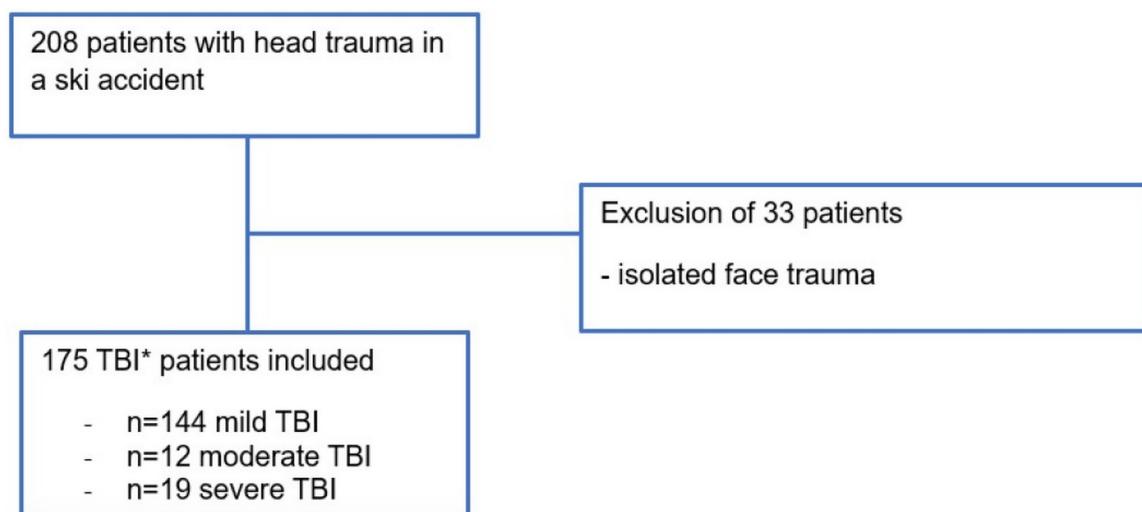 208 patients with head trauma in
a ski accident
Exclusion of 33 patients
- isolated face trauma
175 TBI* patients included
- n=144 mild TBI
- n=12 moderate TBI
- n=19 severe TBI